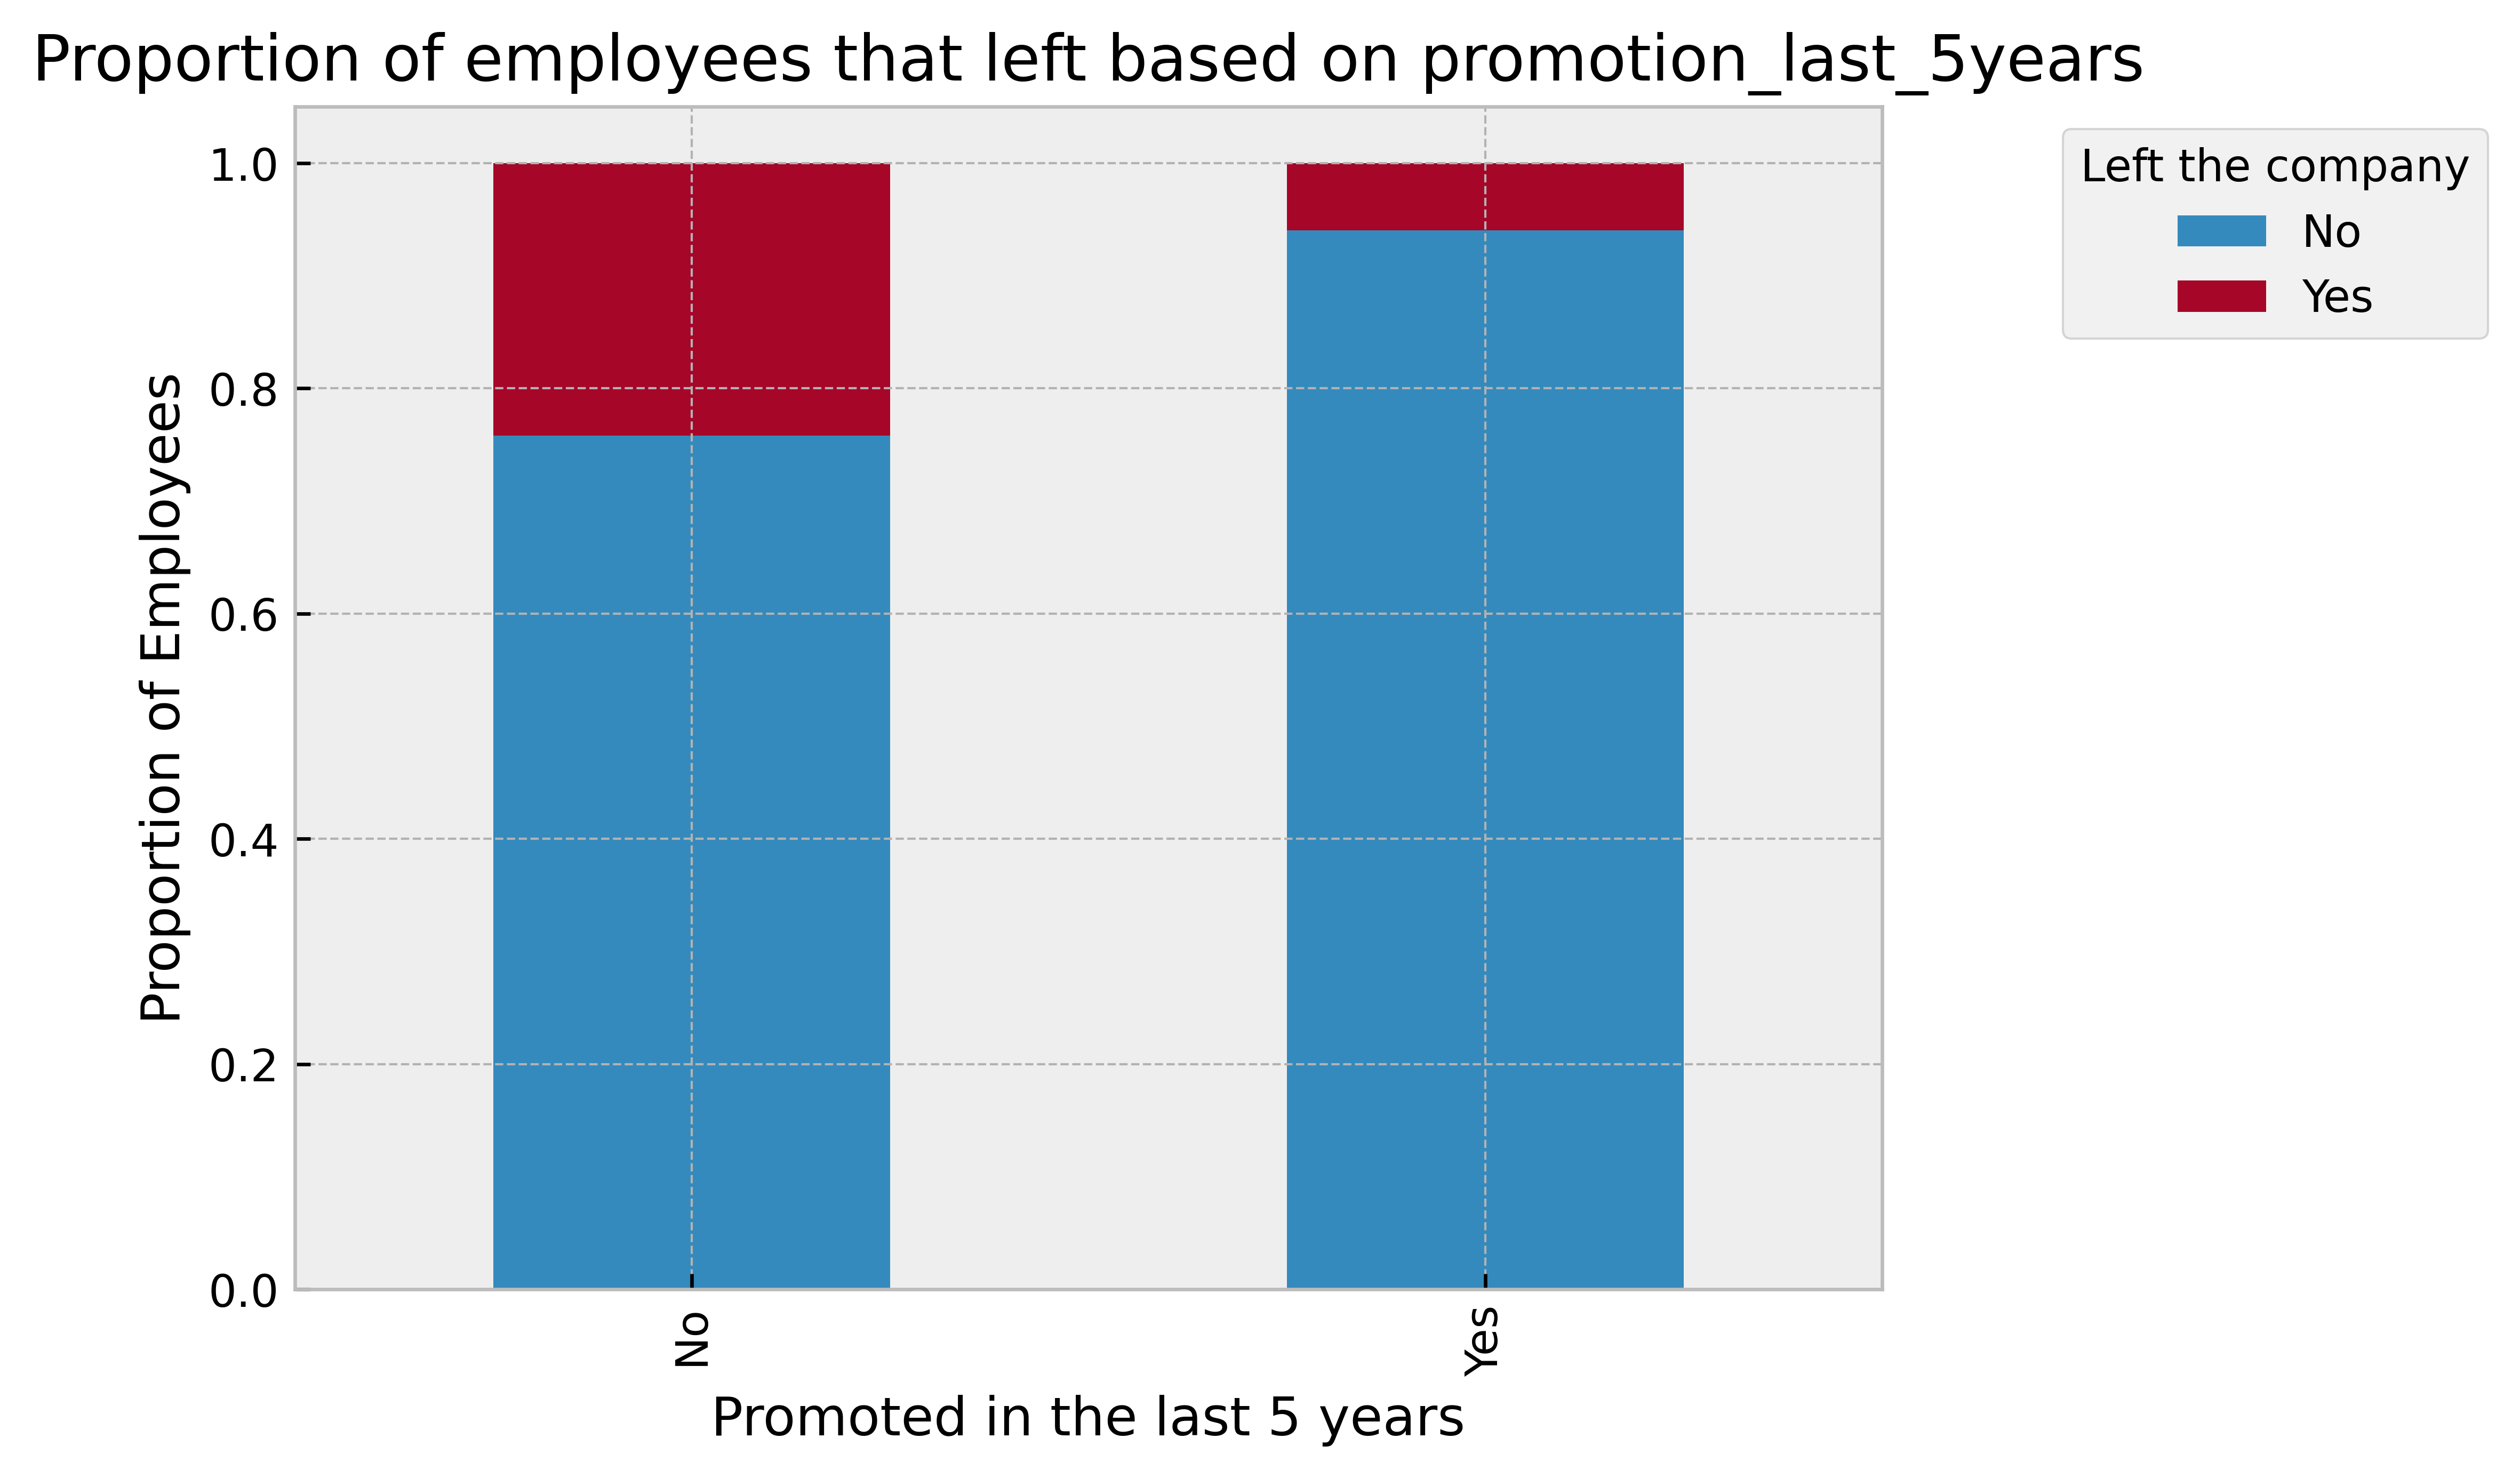 Proportion of employees that left based on promotion_last_5years
Left the company
No
Yes
Proportion of Employees
1.0
0.8
0.6
0.4
0.2
0.0
No
Yes
Promoted in the last 5 years